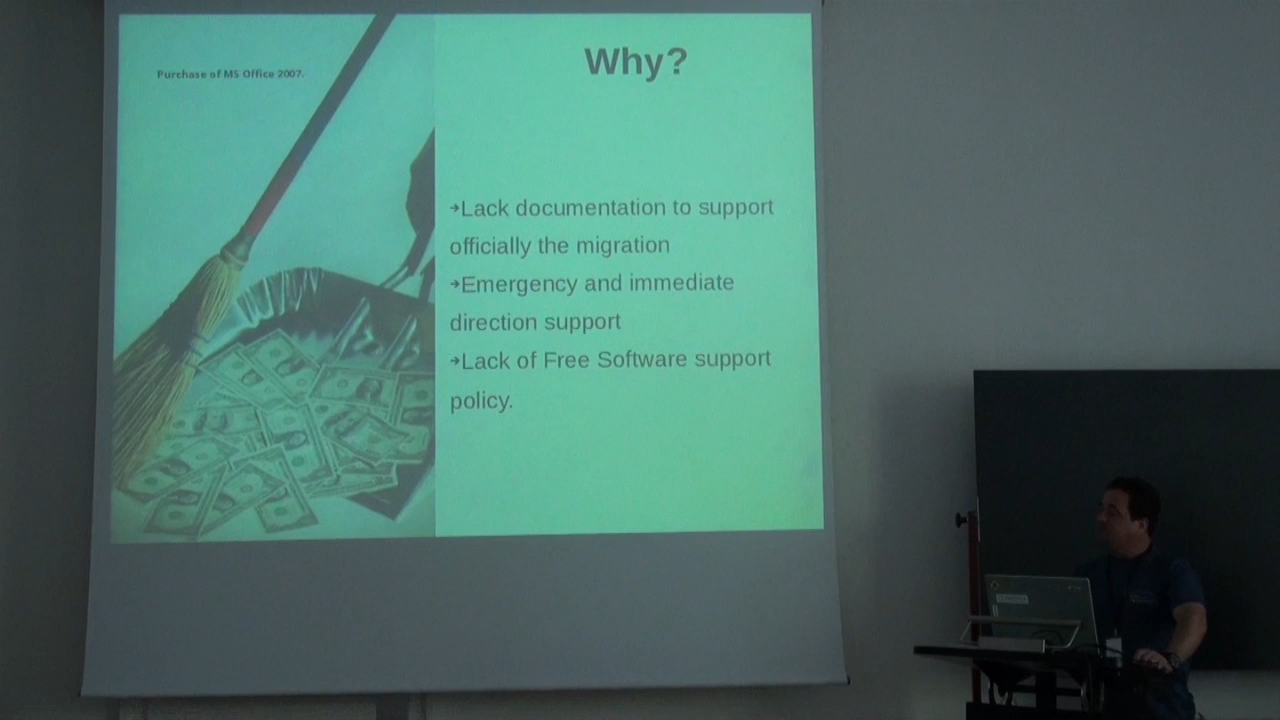 Purchase of MS Office 2007.
Why?
➔Lack documentation to support
officially the migration
➔Emergency and immediate
direction support
➔Lack of Free Software support
policy.